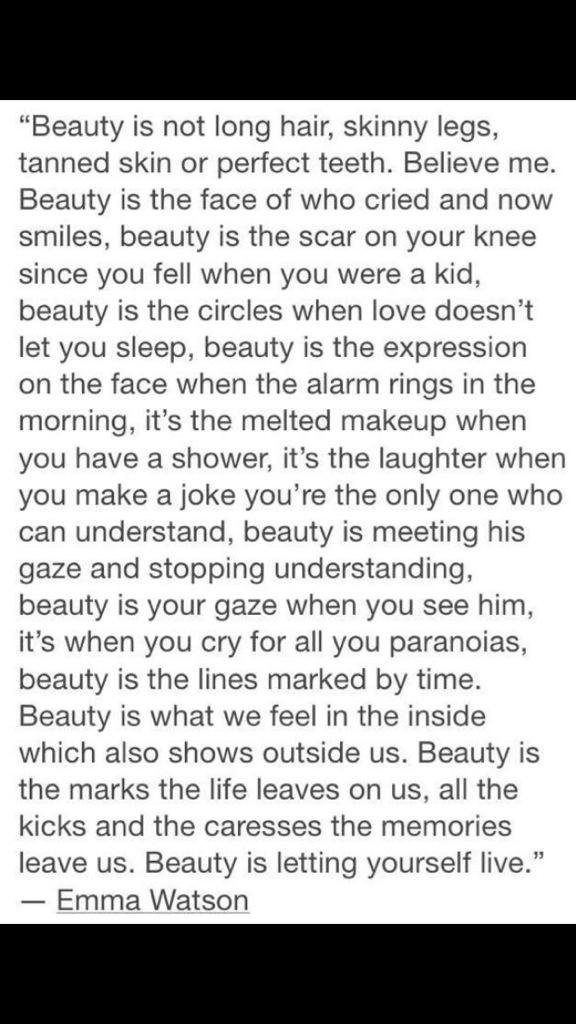 “Beauty is not long hair, skinny legs,
tanned skin or perfect teeth. Believe me.
Beauty is the face of who cried and now
smiles, beauty is the scar on your knee
since you fell when you were a kid,
beauty is the circles when love doesn’t
let you sleep, beauty is the expression
on the face when the alarm rings in the
morning, it’s the melted makeup when
you have a shower, it’s the laughter when
you make a joke you’re the only one who
can understand, beauty is meeting his
gaze and stopping understanding,
beauty is your gaze when you see him,
it’s when you cry for all you paranoias,
beauty is the lines marked by time.
Beauty is what we feel in the inside
which also shows outside us. Beauty is
the marks the life leaves on us, all the
kicks and the caresses the memories
leave us. Beauty is letting yourself live.”
— Emma Watson